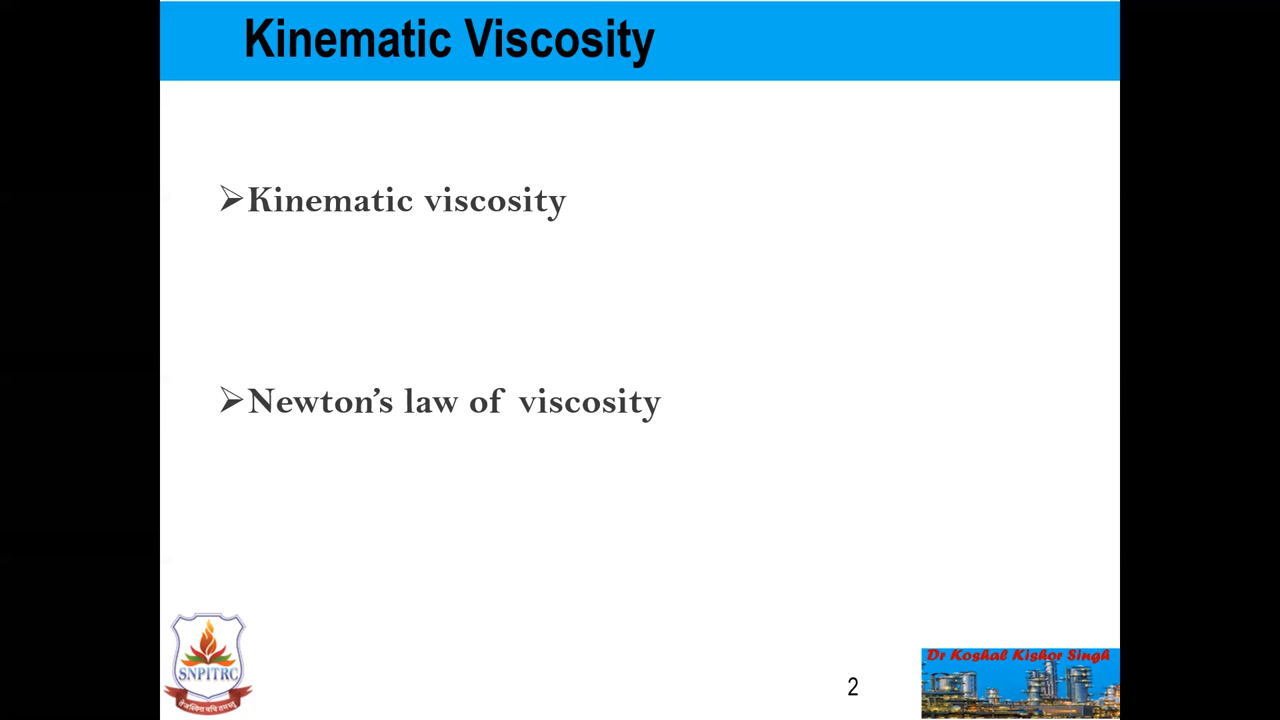 Kinematic Viscosity
➢Kinematic viscosity
➢Newton’s law of viscosity
SNPITRC
2
Dr Koshal Kishor Singh